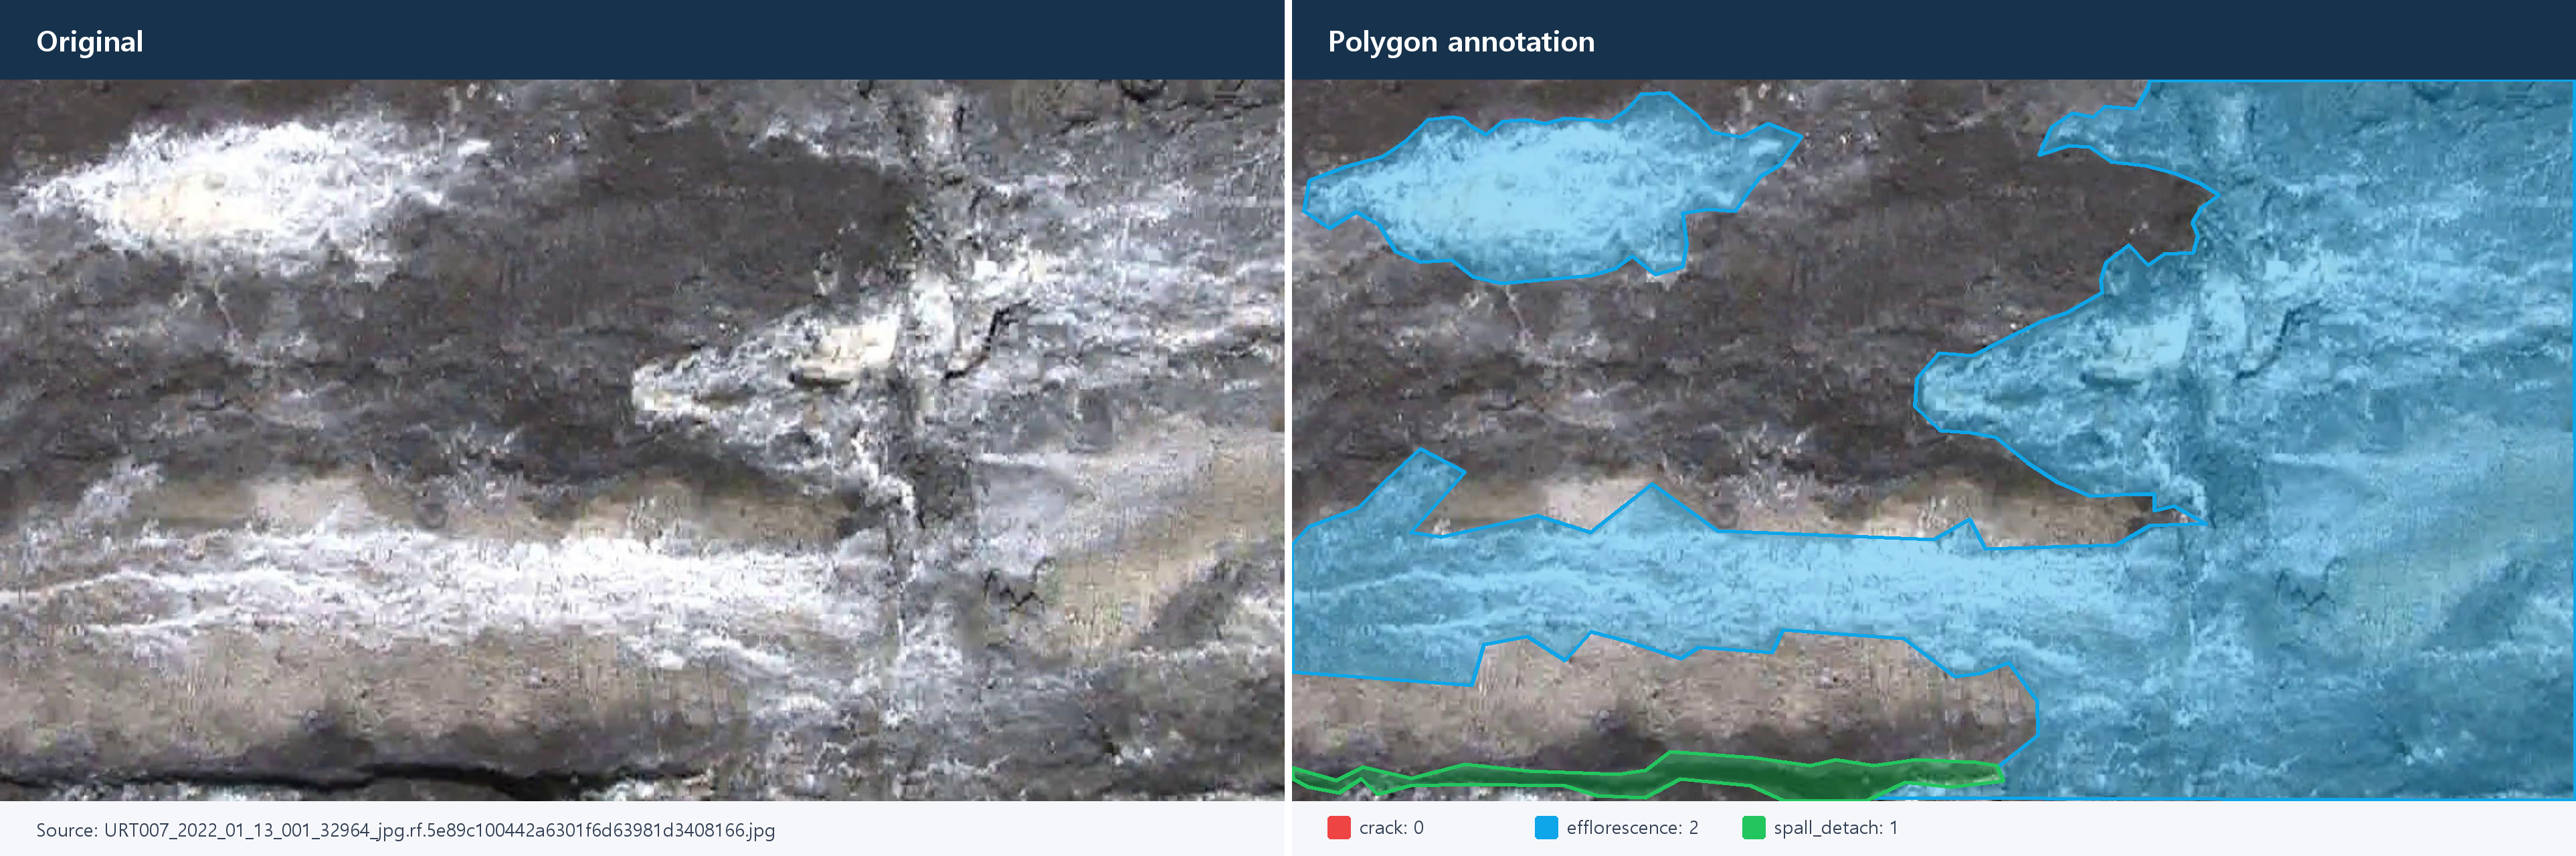 Original
Polygon annotation
Source: URT007_2022_01_13_001_32964_jpg.rf.5e89c100442a6301f6d63981d3408166.jpg
crack: 0
efflorescence: 2
spall_detach: 1